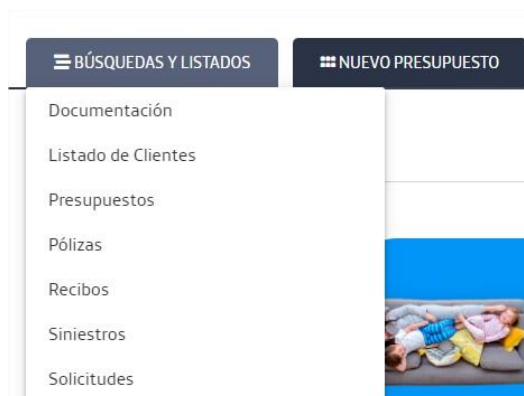 BÚSQUEDAS Y LISTADOS
NUEVO PRESUPUESTO
Documentación
Listado de Clientes
Presupuestos
Pólizas
Recibos
Siniestros
Solicitudes